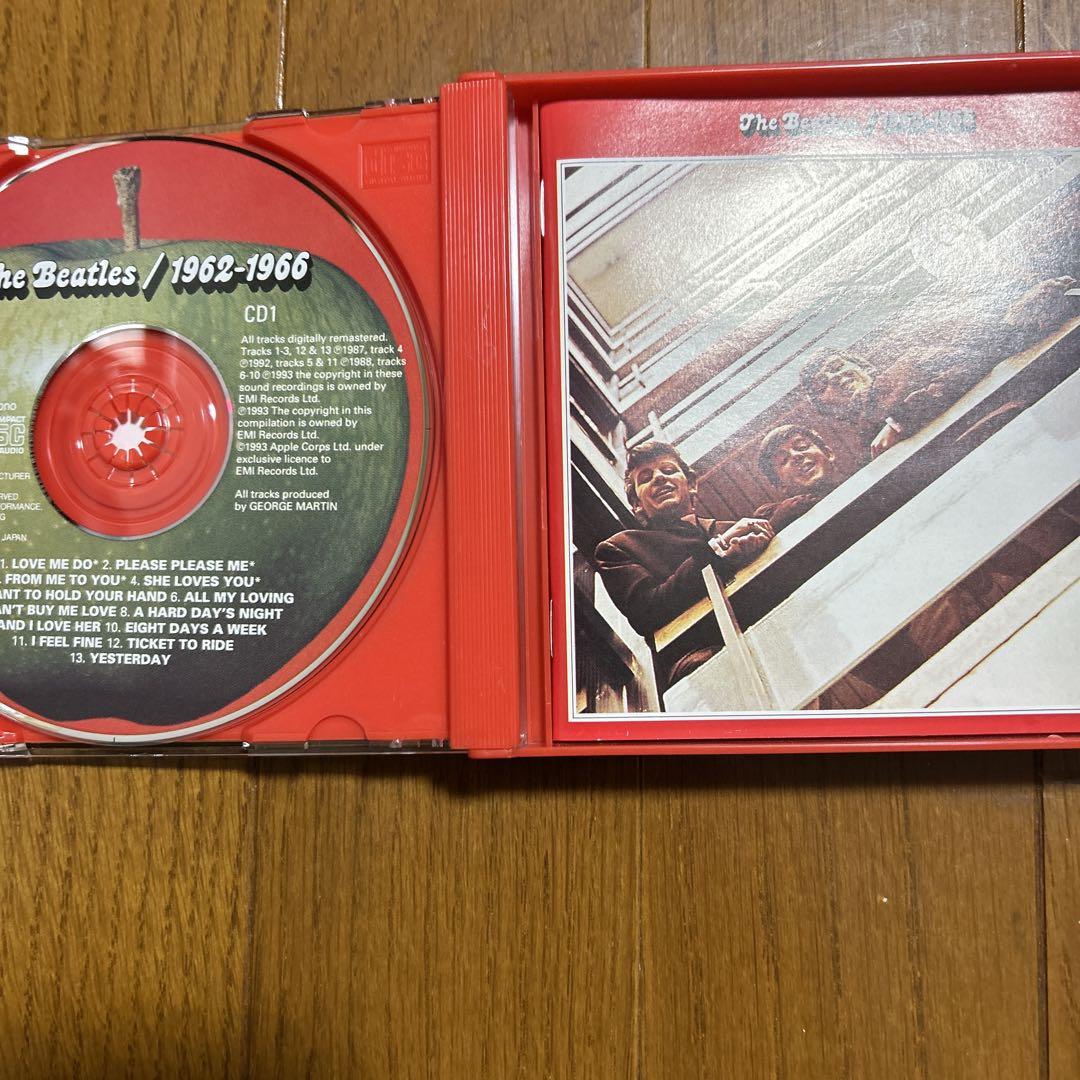 The Beatles / 1962-1966
CD1
All tracks digitally remastered.
Tracks 1-3, 12 & 13 ℗1987, track 4
℗1992, tracks 5 & 11 ℗1988, tracks
6-10 ℗1993 the copyright in these
sound recordings is owned by
EMI Records Ltd.
℗1993 The copyright in this
compilation is owned by
EMI Records Ltd.
©1993 Apple Corps Ltd. under
exclusive licence to
EMI Records Ltd.
All tracks produced
by GEORGE MARTIN
AUDIO
JAPAN
1. LOVE ME DO* 2. PLEASE PLEASE ME*
FROM ME TO YOU* 4. SHE LOVES YOU*
TO HOLD YOUR HAND 6. ALL MY LOVING
BUY ME LOVE 8. A HARD DAY'S NIGHT
AND I LOVE HER 10. EIGHT DAYS A WEEK
11. I FEEL FINE 12. TICKET TO RIDE
13. YESTERDAY
The Beatles / 1962-1966